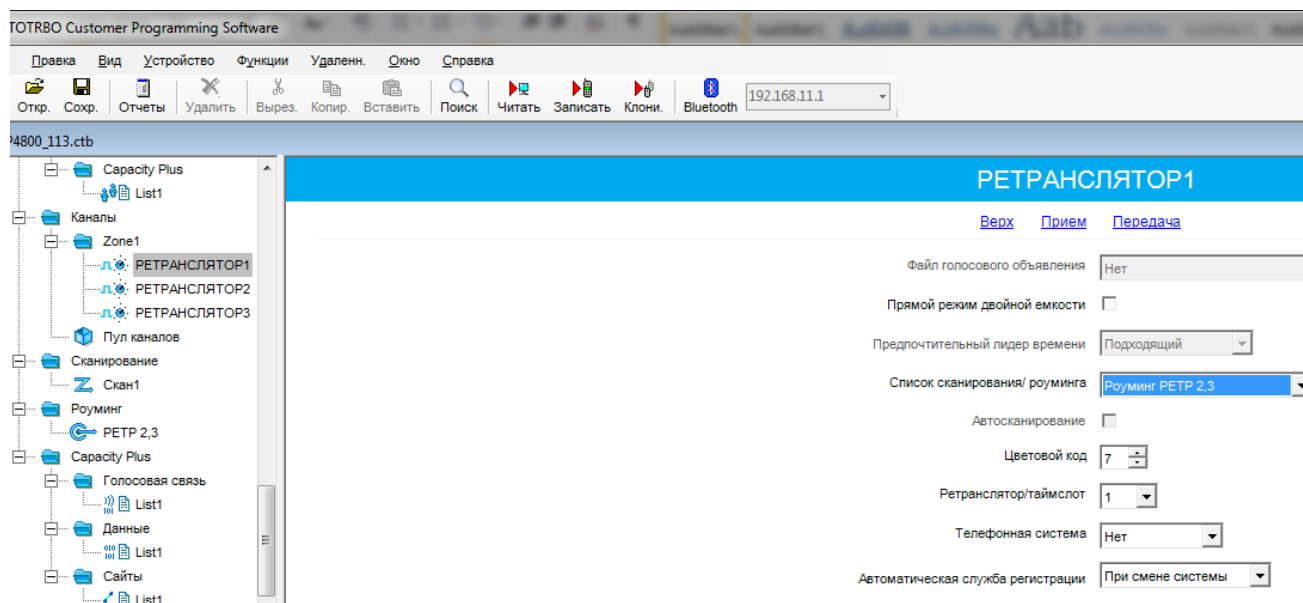 TOTRBO Customer Programming Software
Правка Вид Устройство Функции Удаленн. Окно Справка
Откр. Сохр. Отчеты Удалить Вырез. Копир. Вставить Поиск Читать Записать Клони. Bluetooth 192.168.11.1
P4800_113.ctb
Capacity Plus
List1
Каналы
Zone1
РЕТРАНСЛЯТОР1
РЕТРАНСЛЯТОР2
РЕТРАНСЛЯТОР3
Пул каналов
Сканирование
Скан1
Роуминг
РЕТР 2,3
Capacity Plus
Голосовая связь
List1
Данные
List1
Сайты
List1
РЕТРАНСЛЯТОР1
Верх Прием Передача
Файл голосового объявления Нет
Прямой режим двойной емкости
Предпочтительный лидер времени Подходящий
Список сканирования/ роуминга Роуминг РЕТР 2,3
Автосканирование
Цветовой код 7
Ретранслятор/таймслот 1
Телефонная система Нет
Автоматическая служба регистрации При смене системы